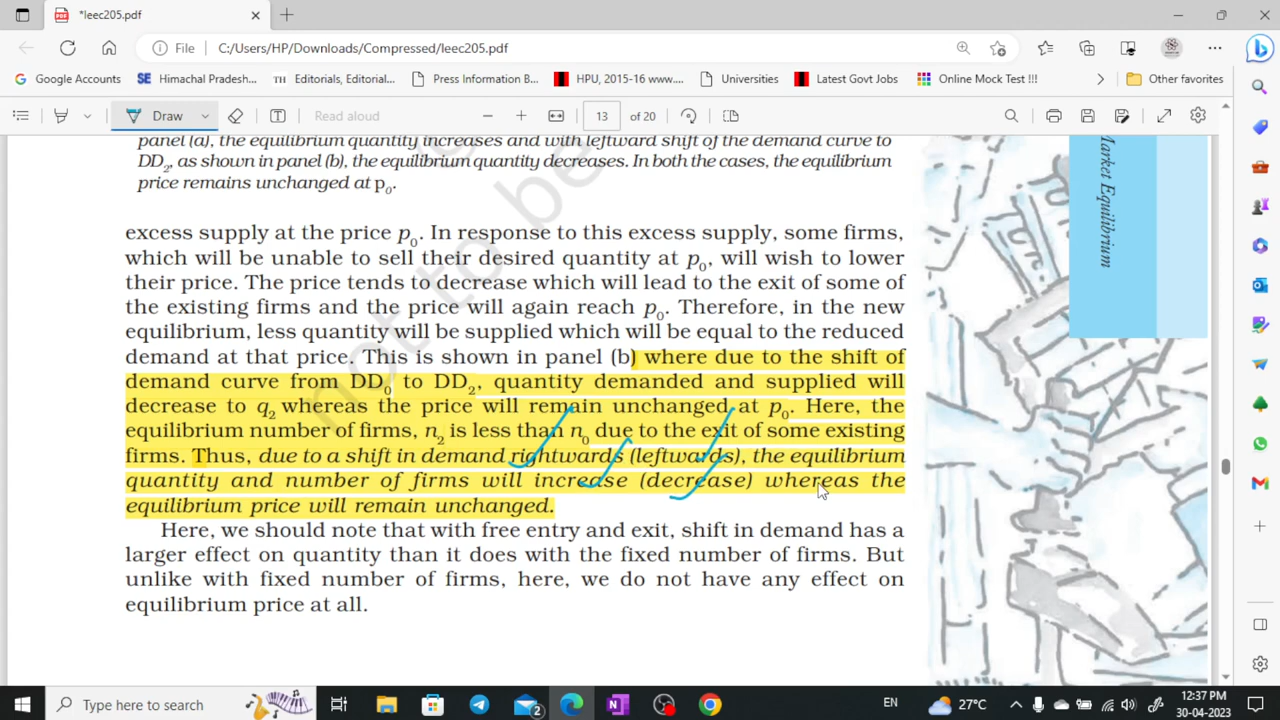 *leec205.pdf
File
C:/Users/HP/Downloads/Compressed/leec205.pdf
Google Accounts
SE Himachal Pradesh...
TH Editorials, Editorial...
Press Information B...
HPU, 2015-16 www....
Universities
Latest Govt Jobs
Online Mock Test !!!
Other favorites
Draw
Read aloud
13 of 20
panel (a), the equilibrium quantity increases and with leftward shift of the demand curve to
DD2, as shown in panel (b), the equilibrium quantity decreases. In both the cases, the equilibrium
price remains unchanged at p0.
excess supply at the price p0. In response to this excess supply, some firms,
which will be unable to sell their desired quantity at p0, will wish to lower
their price. The price tends to decrease which will lead to the exit of some of
the existing firms and the price will again reach p0. Therefore, in the new
equilibrium, less quantity will be supplied which will be equal to the reduced
demand at that price. This is shown in panel (b) where due to the shift of
demand curve from DD0 to DD2, quantity demanded and supplied will
decrease to q2 whereas the price will remain unchanged at p0. Here, the
equilibrium number of firms, n2 is less than n0 due to the exit of some existing
firms. Thus, due to a shift in demand rightwards (leftwards), the equilibrium
quantity and number of firms will increase (decrease) whereas the
equilibrium price will remain unchanged.
Here, we should note that with free entry and exit, shift in demand has a
larger effect on quantity than it does with the fixed number of firms. But
unlike with fixed number of firms, here, we do not have any effect on
equilibrium price at all.
Market Equilibrium
not to be
Type here to search
2
27°C
EN
12:37 PM
30-04-2023